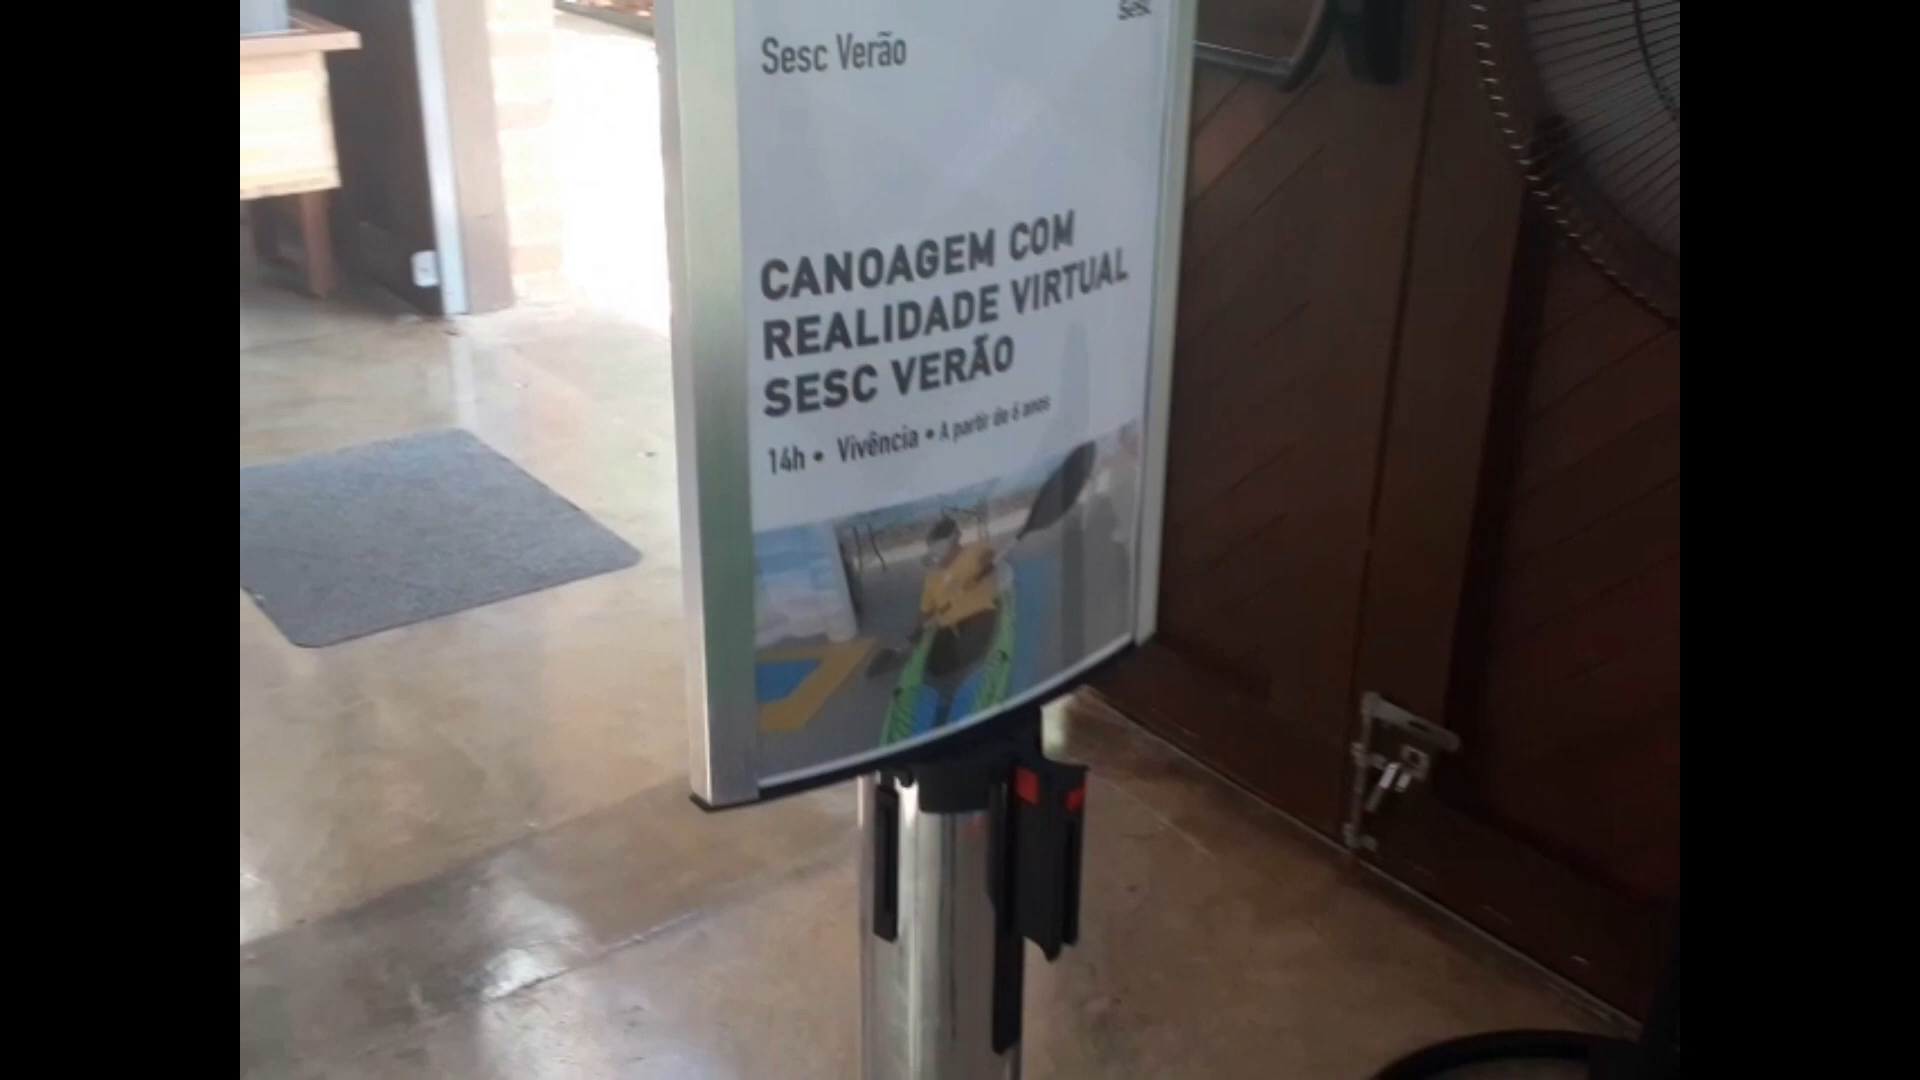 Sesc
Sesc Verão
CANOAGEM COM
REALIDADE VIRTUAL
SESC VERÃO
14h • Vivência • A partir de 6 anos